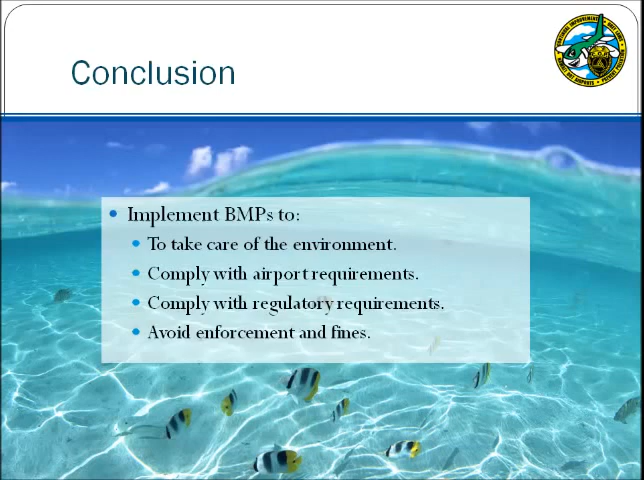 Conclusion
Implement BMPs to:
To take care of the environment.
Comply with airport requirements.
Comply with regulatory requirements.
Avoid enforcement and fines.